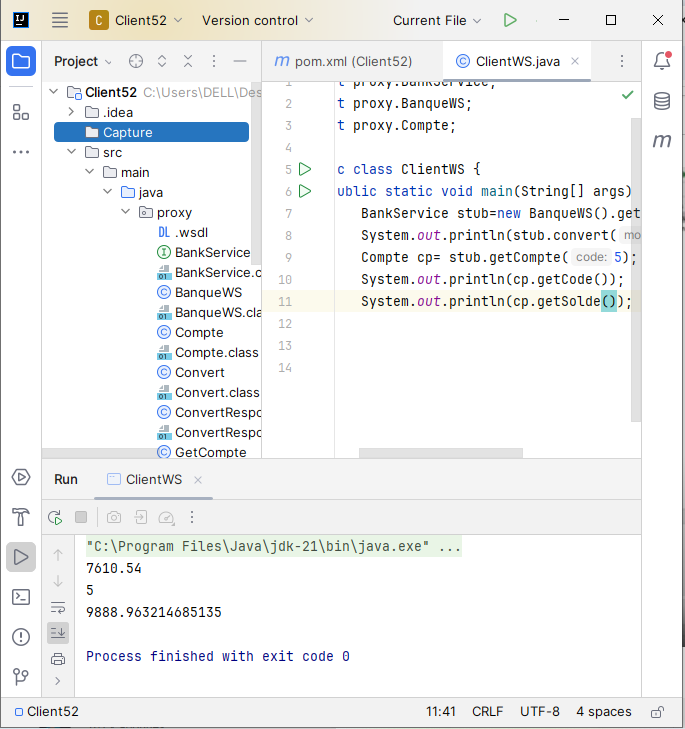 C Client52 Version control Current File
Project
pom.xml (Client52)
ClientWS.java
Client52 C:\Users\DELL\Des
.idea
Capture
src
main
java
proxy
.wsdl
BankService
BankService.c
BanqueWS
BanqueWS.cla
Compte
Compte.class
Convert
Convert.class
ConvertRespo
ConvertRespo
GetCompte
1 t proxy.BankService;
2 t proxy.BanqueWS;
3 t proxy.Compte;
4
5 c class ClientWS {
6 ublic static void main(String[] args)
7 BankService stub=new BanqueWS().get
8 System.out.println(stub.convert( mo
9 Compte cp= stub.getCompte( code: 5);
10 System.out.println(cp.getCode());
11 System.out.println(cp.getSolde());
12
13
14
Run ClientWS
"C:\Program Files\Java\jdk-21\bin\java.exe" ...
7610.54
5
9888.963214685135
Process finished with exit code 0
Client52 11:41 CRLF UTF-8 4 spaces